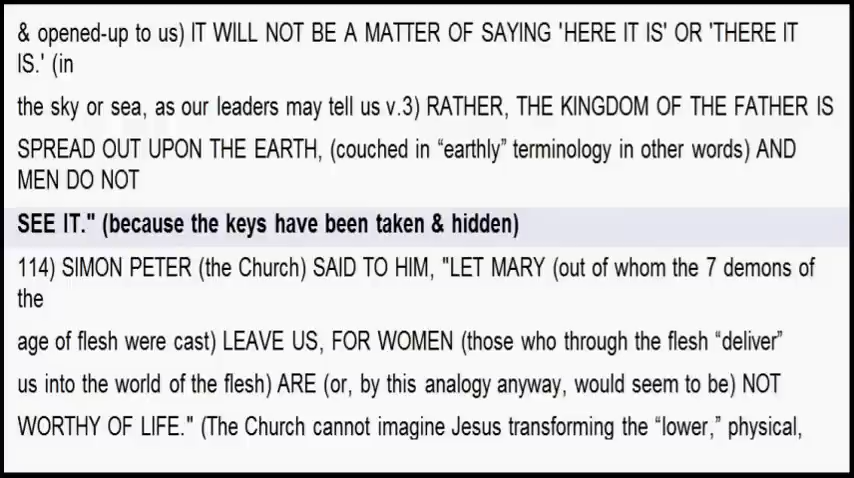 & opened-up to us) IT WILL NOT BE A MATTER OF SAYING 'HERE IT IS' OR 'THERE IT
IS.' (in
the sky or sea, as our leaders may tell us v.3) RATHER, THE KINGDOM OF THE FATHER IS
SPREAD OUT UPON THE EARTH, (couched in “earthly” terminology in other words) AND
MEN DO NOT
SEE IT." (because the keys have been taken & hidden)
114) SIMON PETER (the Church) SAID TO HIM, "LET MARY (out of whom the 7 demons of
the
age of flesh were cast) LEAVE US, FOR WOMEN (those who through the flesh “deliver”
us into the world of the flesh) ARE (or, by this analogy anyway, would seem to be) NOT
WORTHY OF LIFE." (The Church cannot imagine Jesus transforming the “lower,” physical,